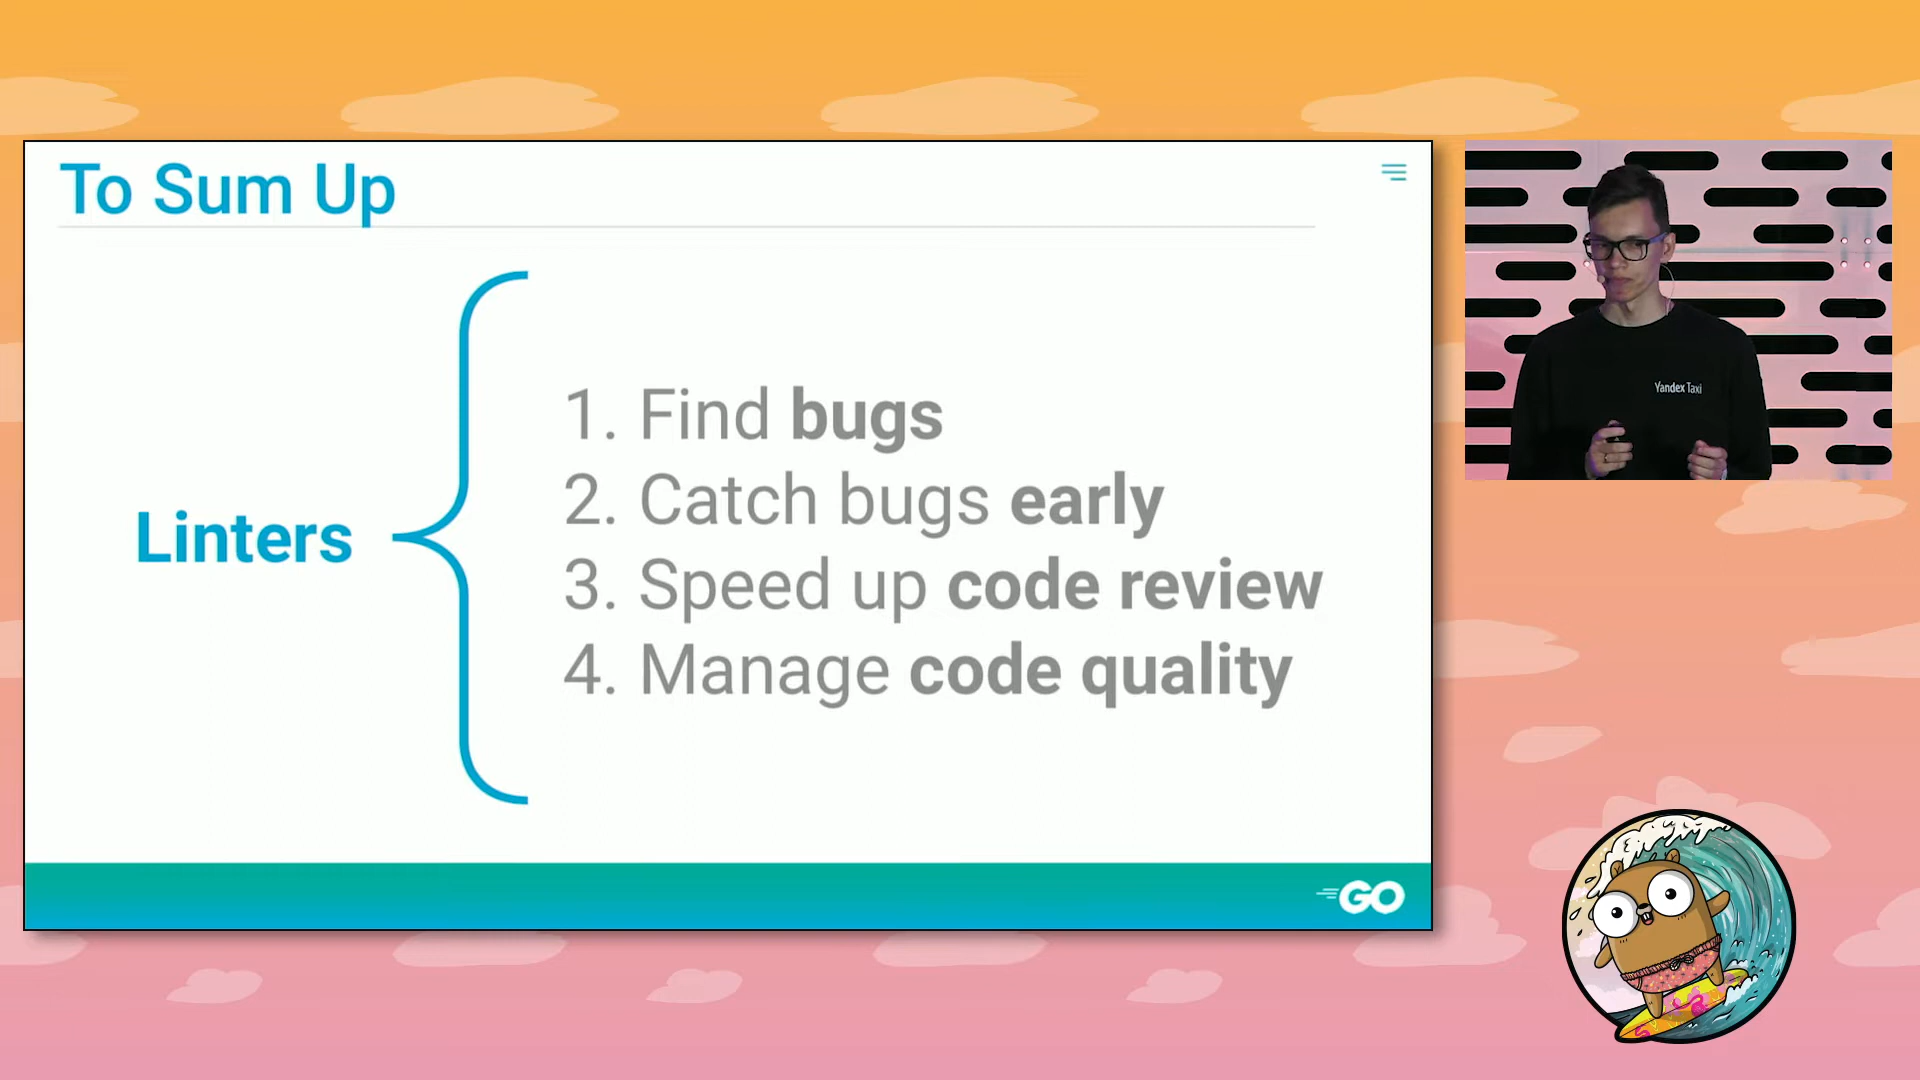 To Sum Up
Linters
1. Find bugs
2. Catch bugs early
3. Speed up code review
4. Manage code quality
GO
Yandex Taxi